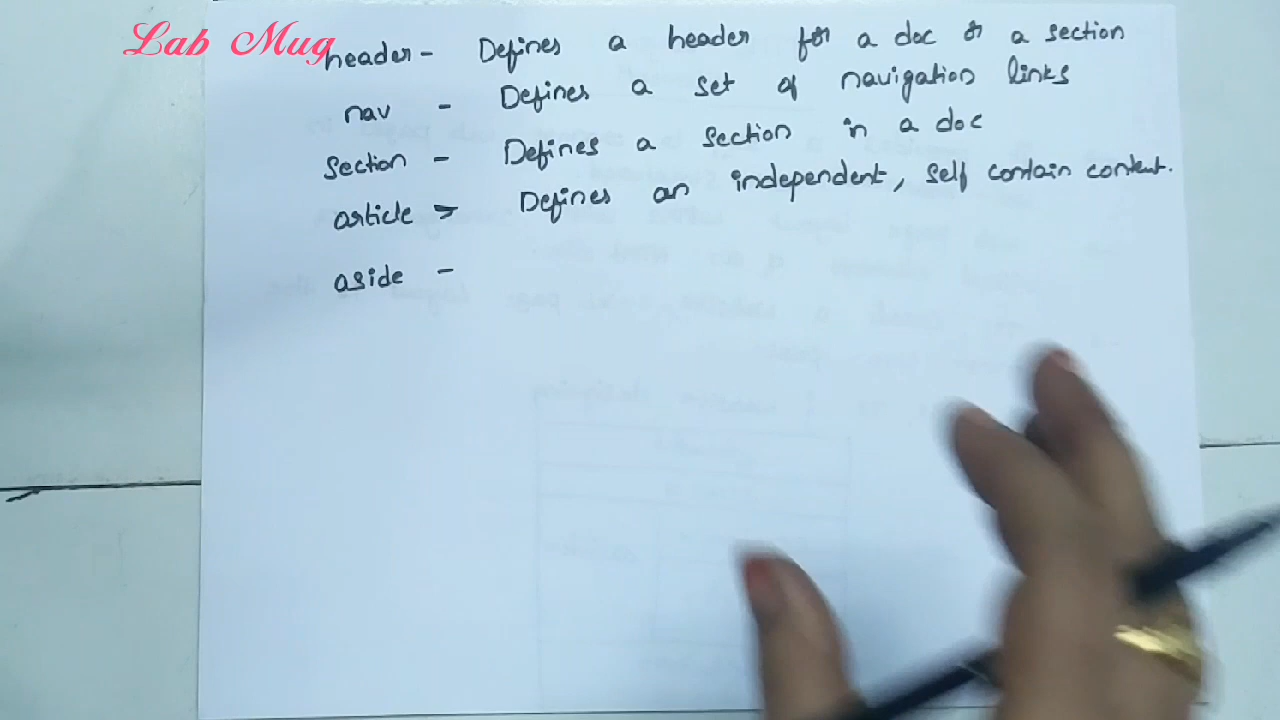 Lab Mug
header - Defines a header for a doc or a section
nav - Defines a set of navigation links
section - Defines a section in a doc
article - Defines an independent, self contain content.
aside -